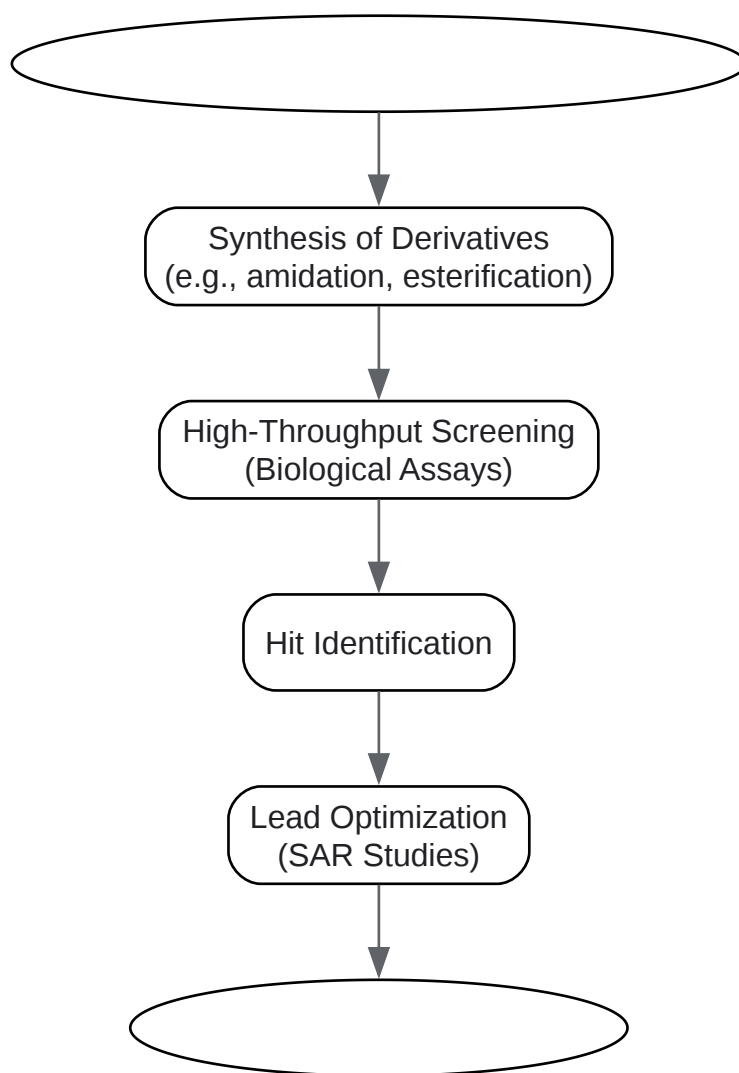 Synthesis of Derivatives
(e.g., amidation, esterification)
High-Throughput Screening
(Biological Assays)
Hit Identification
Lead Optimization
(SAR Studies)